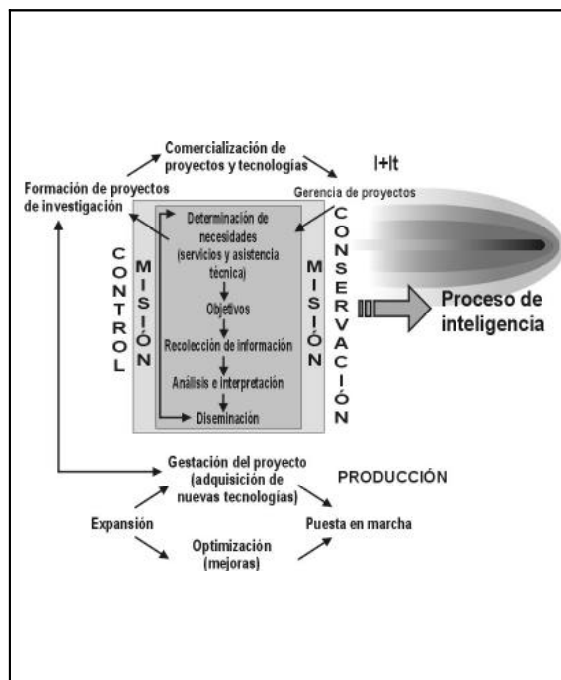 Comercialización de
proyectos y tecnologías
I+It
Formación de proyectos
de investigación
Gerencia de proyectos
CONTROL
MISIÓN
Determinación de
necesidades
(servicios y asistencia
técnica)
Objetivos
Recolección de información
Análisis e interpretación
Diseminación
MISIÓN
CONSERVACIÓN
Proceso de
inteligencia
Gestación del proyecto
(adquisición de
nuevas tecnologías)
PRODUCCIÓN
Expansión
Puesta en marcha
Optimización
(mejoras)